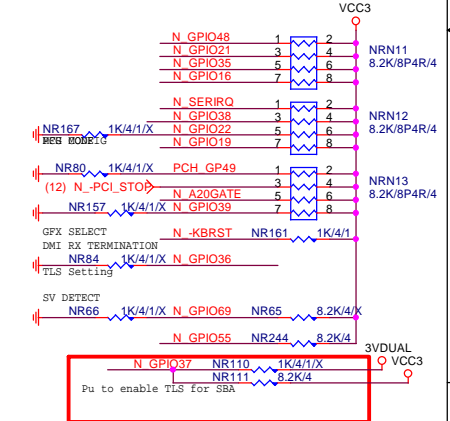 VCC3
N_GPIO48 1 2
N_GPIO21 3 4 NRN11
N_GPIO35 5 6 8.2K/8P4R/4
N_GPIO16 7 8
N_SERIRQ 1 2
N_GPIO38 3 4 NRN12
NR167 1K/4/1/X N_GPIO22 5 6 8.2K/8P4R/4
N_GPIO19 7 8
NR80 1K/4/1/X PCH_GP49 1 2
(12) N_-PCI_STOP 3 4 NRN13
N_A20GATE 5 6 8.2K/8P4R/4
NR157 1K/4/1/X N_GPIO39 7 8
GFX SELECT N_-KBRST NR161 1K/4/1
DMI RX TERMINATION
NR84 1K/4/1/X N_GPIO36
TLS Setting
SV DETECT
NR66 1K/4/1/X N_GPIO69 NR65 8.2K/4/X
N_GPIO55 NR244 8.2K/4
3VDUAL
VCC3
N_GPIO37 NR110 1K/4/1/X
NR111 8.2K/4
Pu to enable TLS for SBA